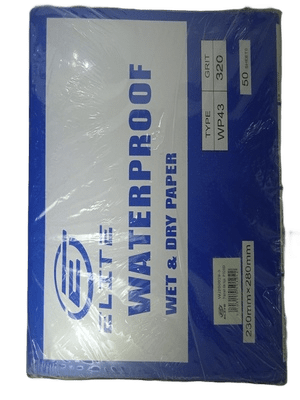 ELITE
WATERPROOF
WET & DRY PAPER
TYPE
WP43
GRIT
320
50 SHEETS
230mm×280mm